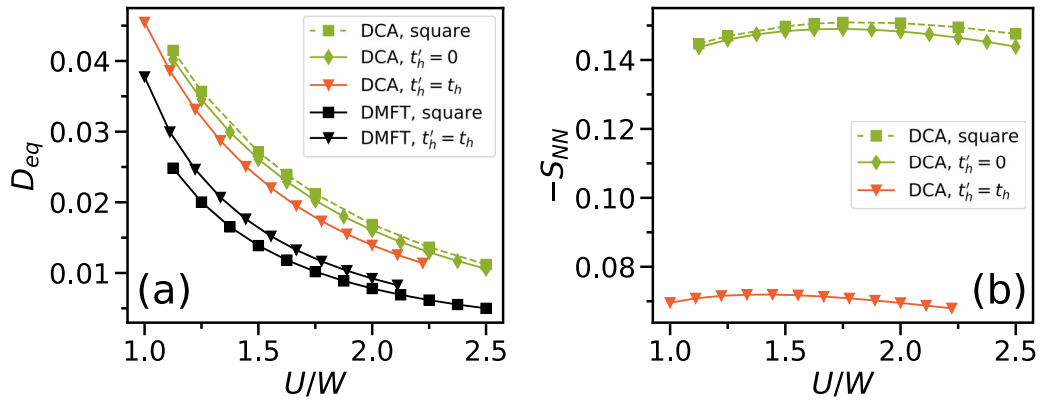 D_eq
0.04
0.03
0.02
0.01
DCA, square
DCA, t'_h = 0
DCA, t'_h = t_h
DMFT, square
DMFT, t'_h = t_h
(a)
1.0 1.5 2.0 2.5
U/W
−S_NN
0.14
0.12
0.10
0.08
DCA, square
DCA, t'_h = 0
DCA, t'_h = t_h
(b)
1.0 1.5 2.0 2.5
U/W